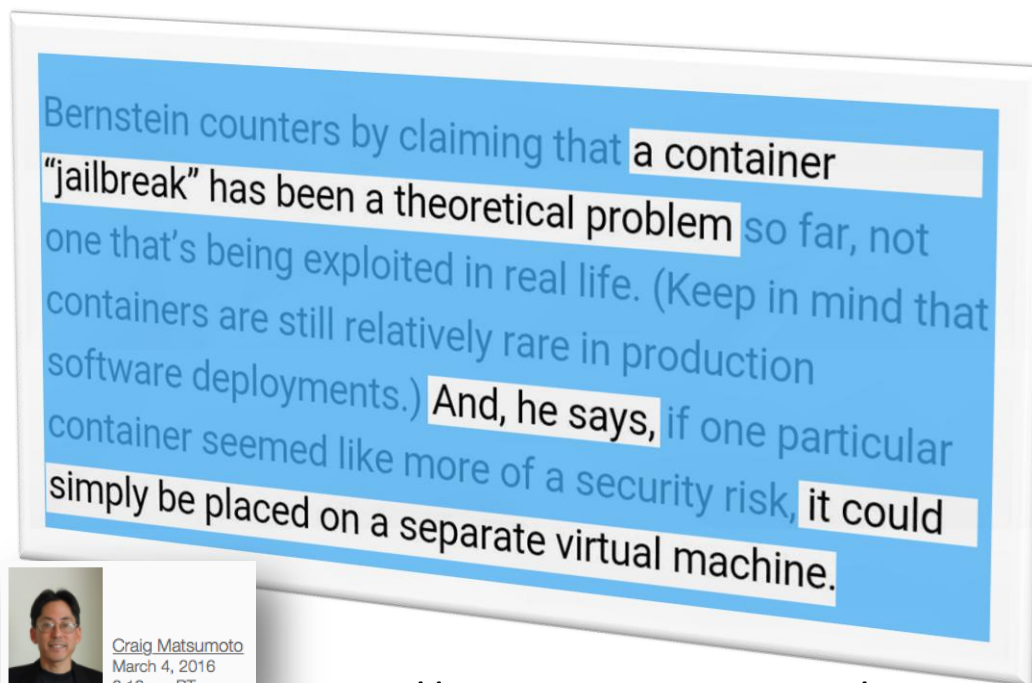 Bernstein counters by claiming that a container
“jailbreak” has been a theoretical problem so far, not
one that’s being exploited in real life. (Keep in mind that
containers are still relatively rare in production
software deployments.) And, he says, if one particular
container seemed like more of a security risk, it could
simply be placed on a separate virtual machine.
Craig Matsumoto
March 4, 2016